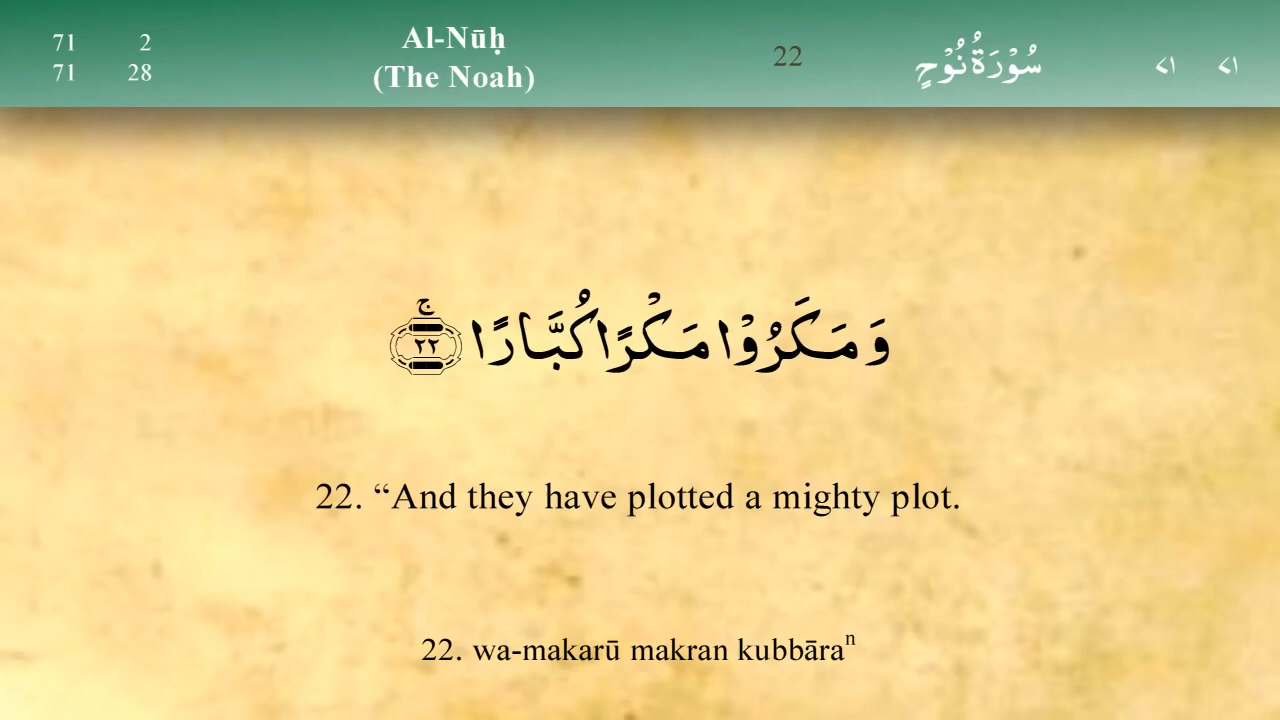 71 2
71 28
Al-Nūḥ
(The Noah)
22
سُوْرَةُ نُوْحٍ
٧١ ٧١
وَ مَكَرُوْا مَكْرًا كُبَّارًا ۚ ٢٢
22. “And they have plotted a mighty plot.
22. wa-makarū makran kubbāraⁿ